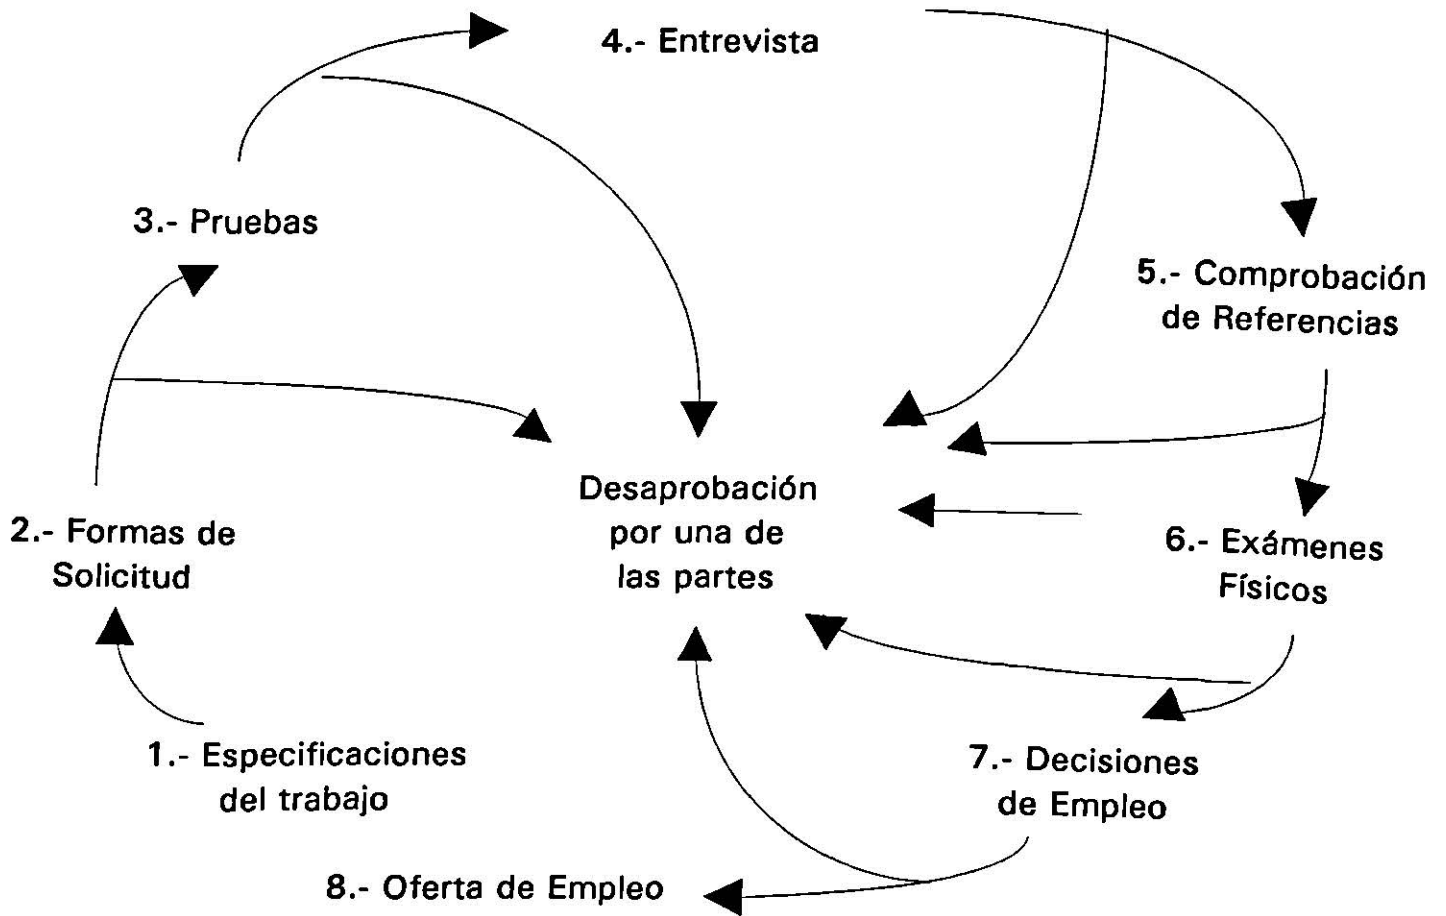 4.- Entrevista
3.- Pruebas
5.- Comprobación
de Referencias
Desaprobación
por una de
las partes
2.- Formas de
Solicitud
6.- Exámenes
Físicos
1.- Especificaciones
del trabajo
7.- Decisiones
de Empleo
8.- Oferta de Empleo